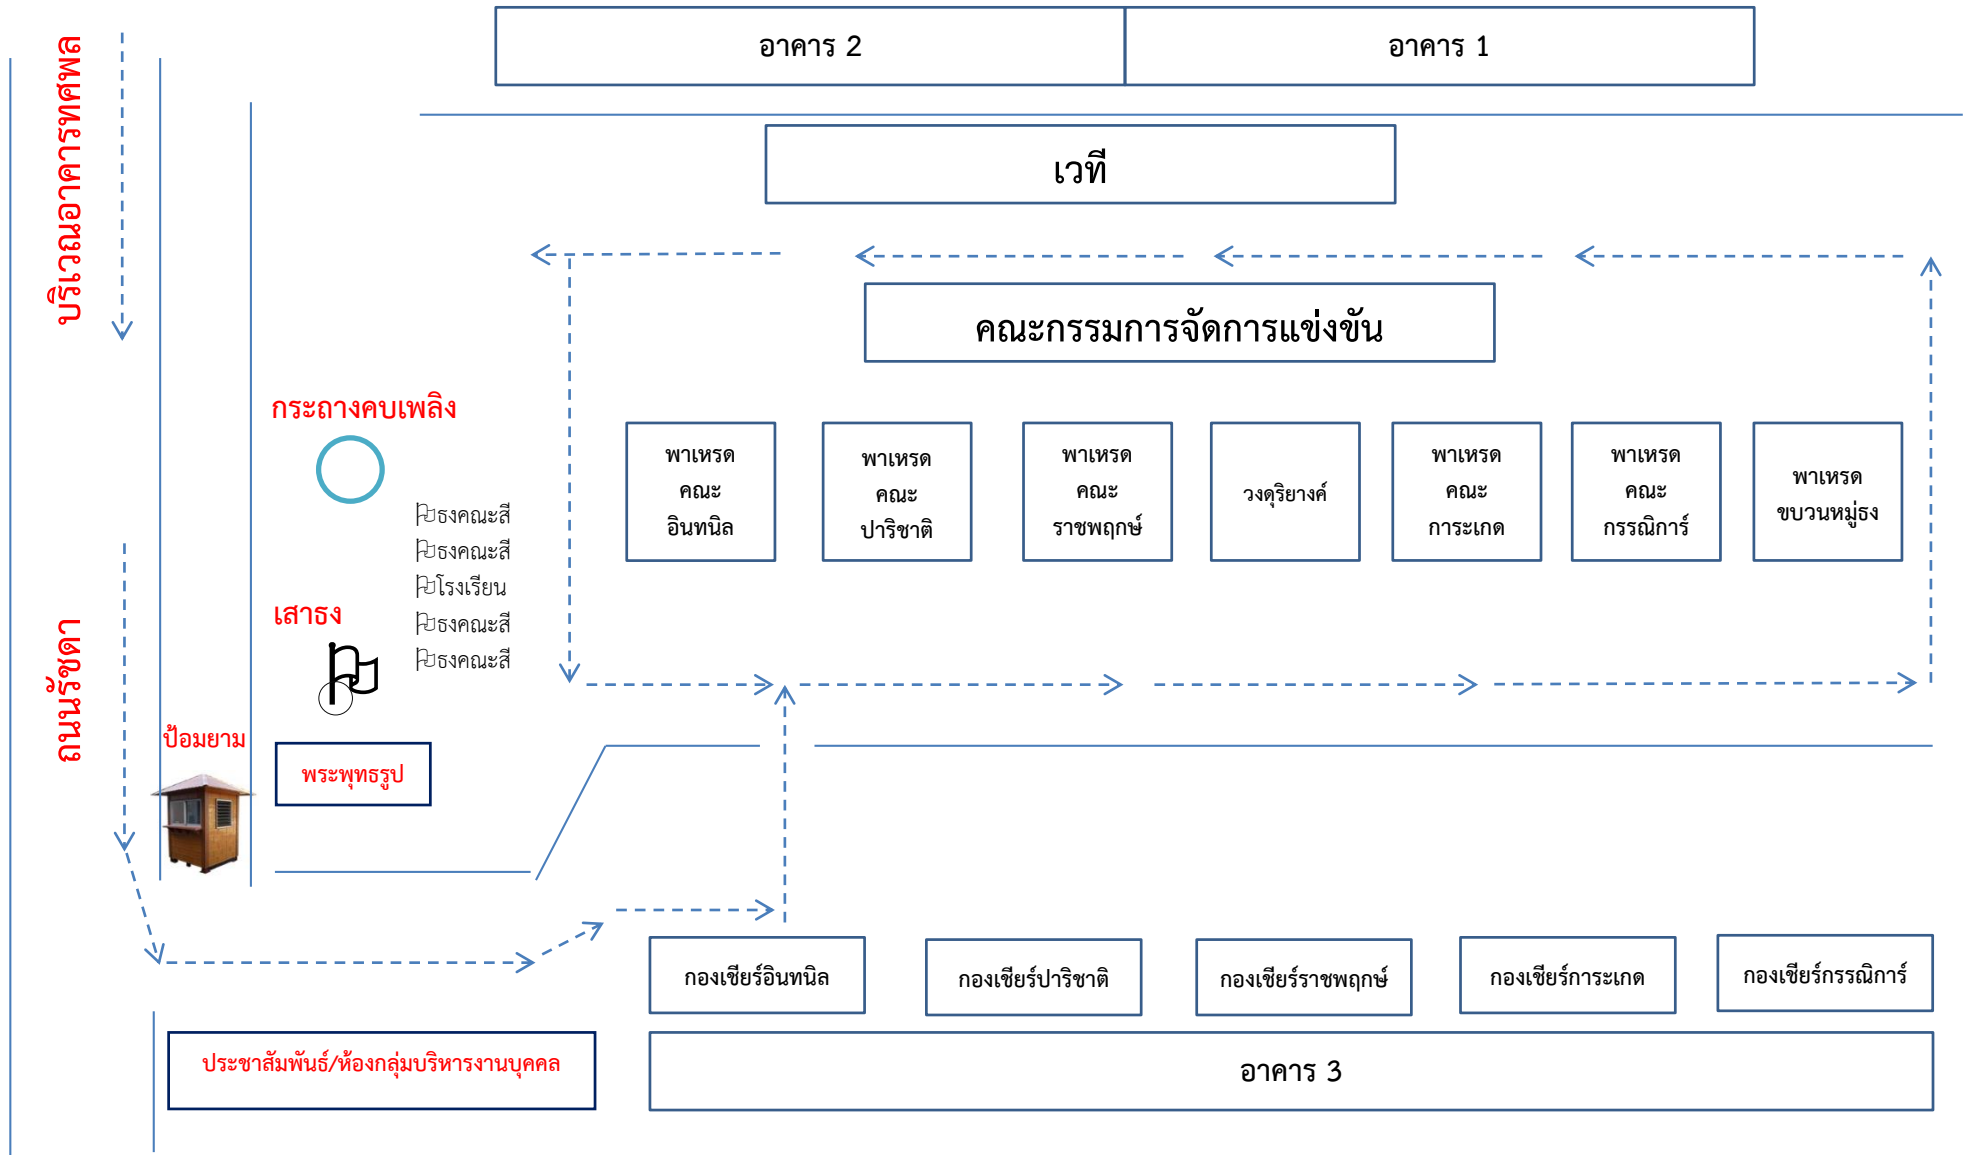 อาคาร 2
อาคาร 1
บริเวณอาคารทศพล
เวที
คณะกรรมการจัดการแข่งขัน
กระถางคบเพลิง
พาเหรด
คณะ
อินทนิล
พาเหรด
คณะ
ปาริชาติ
พาเหรด
คณะ
ราชพฤกษ์
วงดุริยางค์
พาเหรด
คณะ
การะเกด
พาเหรด
คณะ
กรรณิการ์
พาเหรด
ขบวนหมู่ธง
ธงคณะสี
ธงคณะสี
โรงเรียน
ธงคณะสี
ธงคณะสี
เสาธง
ถนนรัชดา
ป้อมยาม
พระพุทธรูป
กองเชียร์อินทนิล
กองเชียร์ปาริชาติ
กองเชียร์ราชพฤกษ์
กองเชียร์การะเกด
กองเชียร์กรรณิการ์
ประชาสัมพันธ์/ห้องกลุ่มบริหารงานบุคคล
อาคาร 3